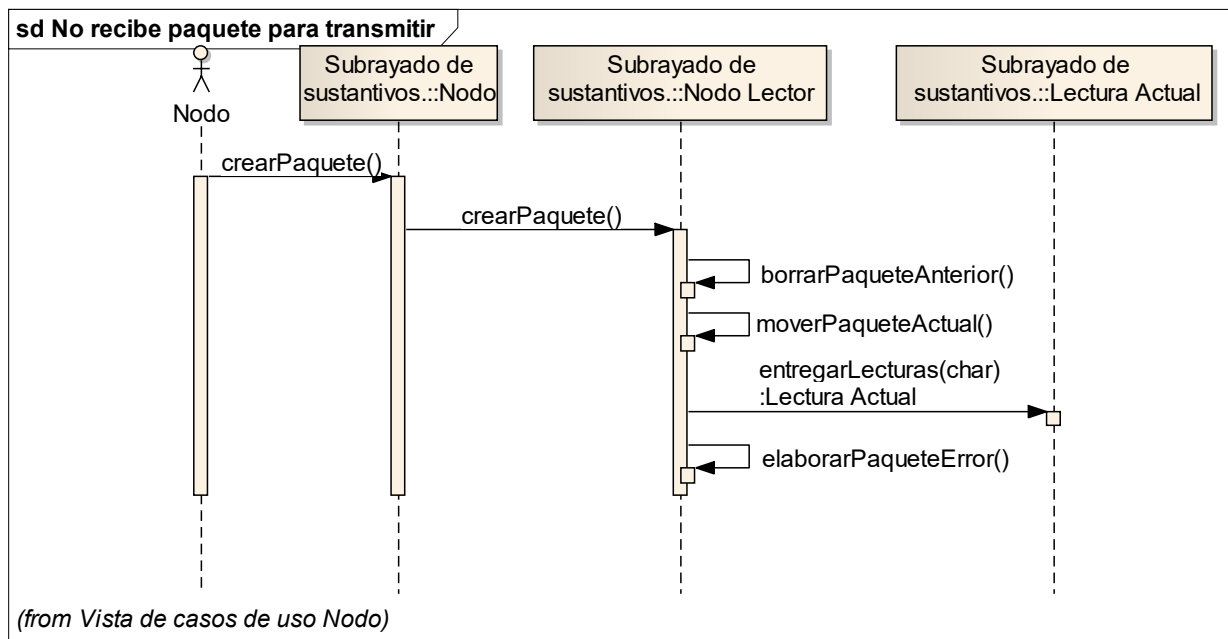 sd No recibe paquete para transmitir
Nodo
Subrayado de
sustantivos.::Nodo
Subrayado de
sustantivos.::Nodo Lector
Subrayado de
sustantivos.::Lectura Actual
crearPaquete()
crearPaquete()
borrarPaqueteAnterior()
moverPaqueteActual()
entregarLecturas(char)
:Lectura Actual
elaborarPaqueteError()
(from Vista de casos de uso Nodo)